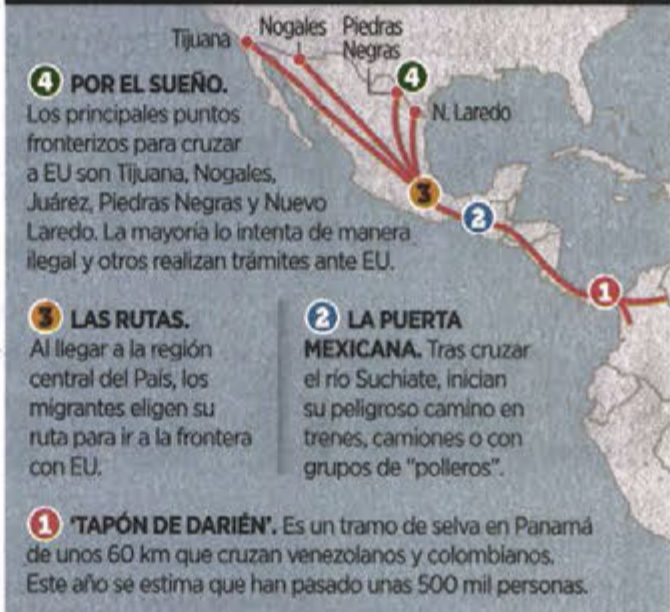 Tijuana
Nogales
Piedras
Negras
4
N. Laredo
3
2
1
4 POR EL SUEÑO.
Los principales puntos
fronterizos para cruzar
a EU son Tijuana, Nogales,
Juárez, Piedras Negras y Nuevo
Laredo. La mayoría lo intenta de manera
ilegal y otros realizan trámites ante EU.
3 LAS RUTAS.
Al llegar a la región
central del País, los
migrantes eligen su
ruta para ir a la frontera
con EU.
2 LA PUERTA
MEXICANA. Tras cruzar
el río Suchiate, inician
su peligroso camino en
trenes, camiones o con
grupos de "polleros".
1 'TAPÓN DE DARIÉN'. Es un tramo de selva en Panamá
de unos 60 km que cruzan venezolanos y colombianos.
Este año se estima que han pasado unas 500 mil personas.